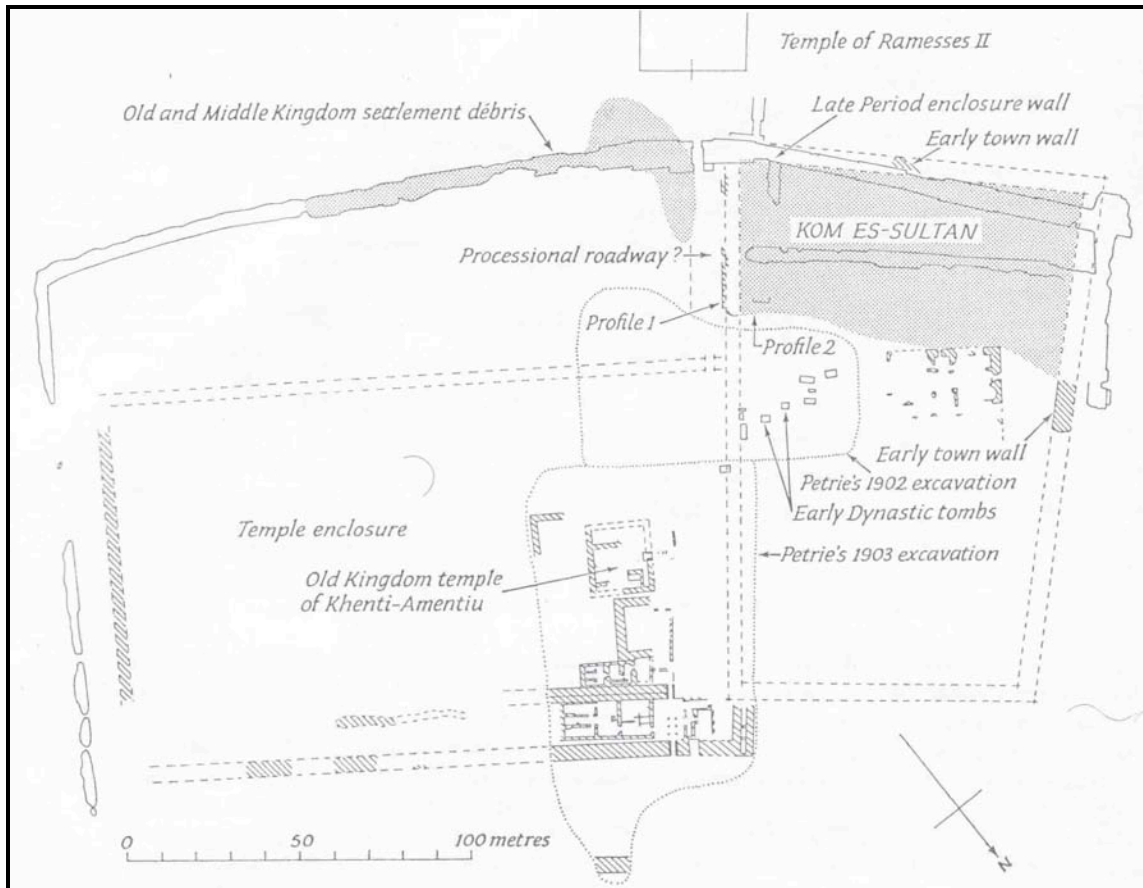 Temple of Ramesses II
Old and Middle Kingdom settlement débris
Late Period enclosure wall
Early town wall
KOM ES-SULTAN
Processional roadway?
Profile 1
Profile 2
Early town wall
Petrie's 1902 excavation
Early Dynastic tombs
Temple enclosure
Petrie's 1903 excavation
Old Kingdom temple
of Khenti-Amentiu
0 50 100 metres
N